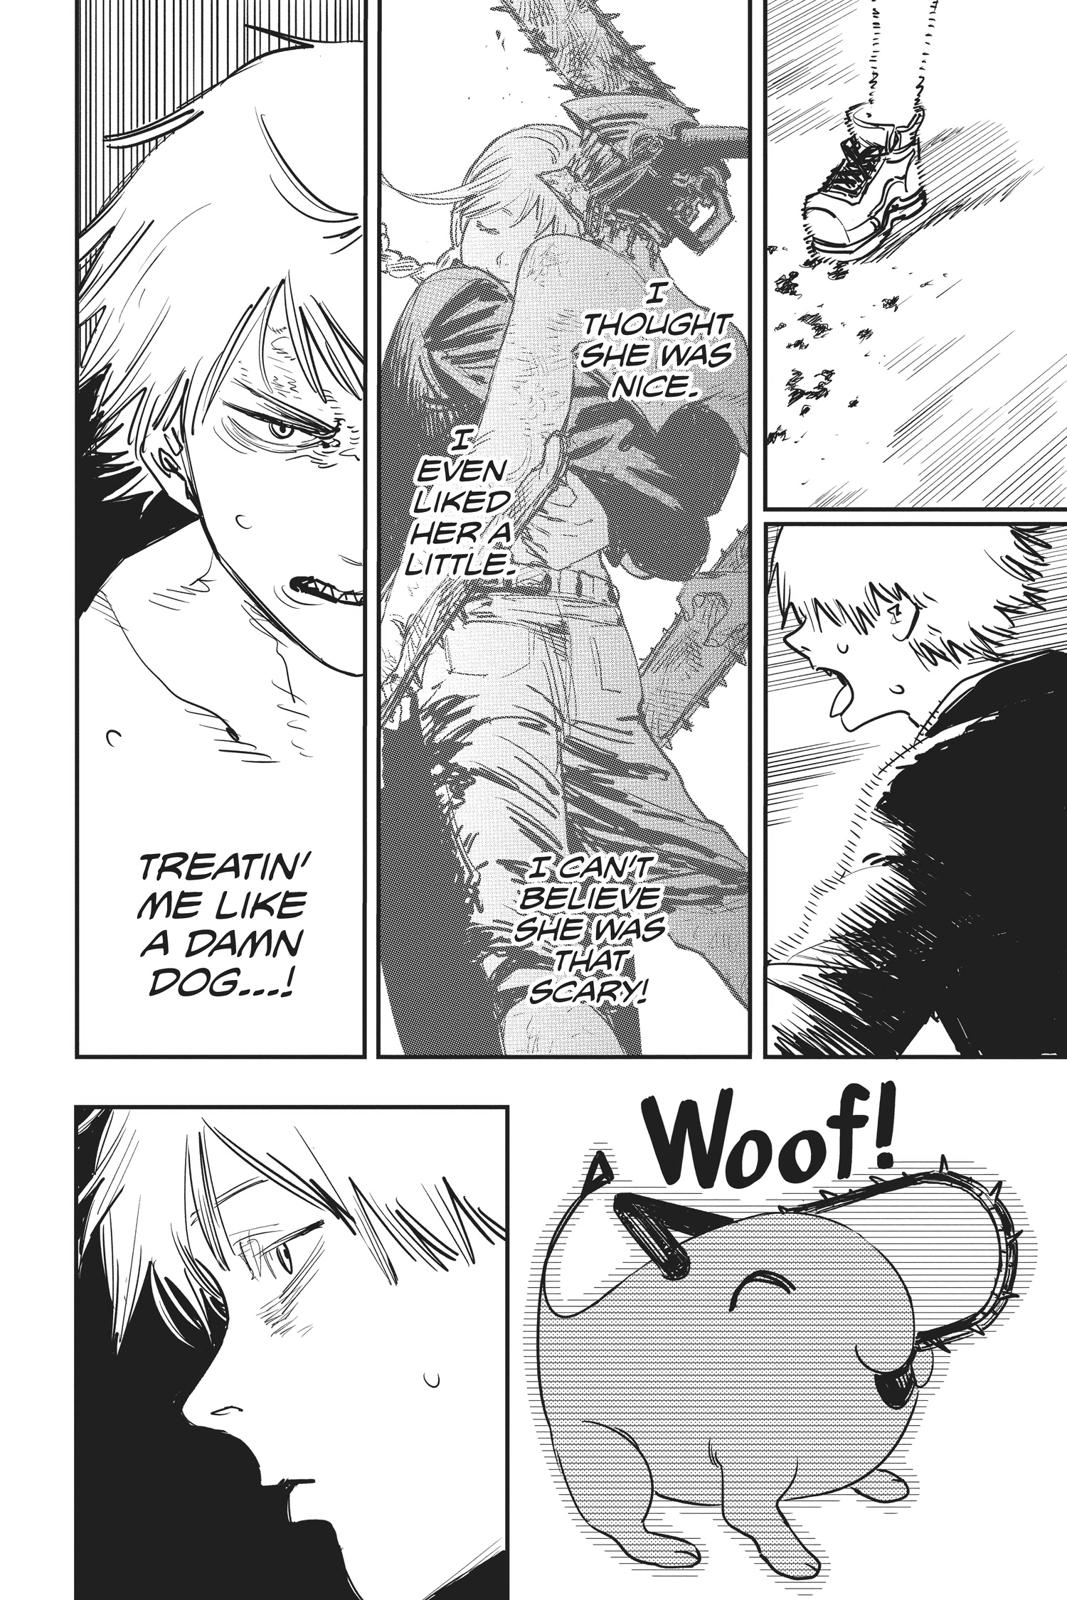 I
THOUGHT
SHE WAS
NICE.
I
EVEN
LIKED
HER A
LITTLE.
I CAN'T
BELIEVE
SHE WAS
THAT
SCARY!
TREATIN'
ME LIKE
A DAMN
DOG...!
Woof!